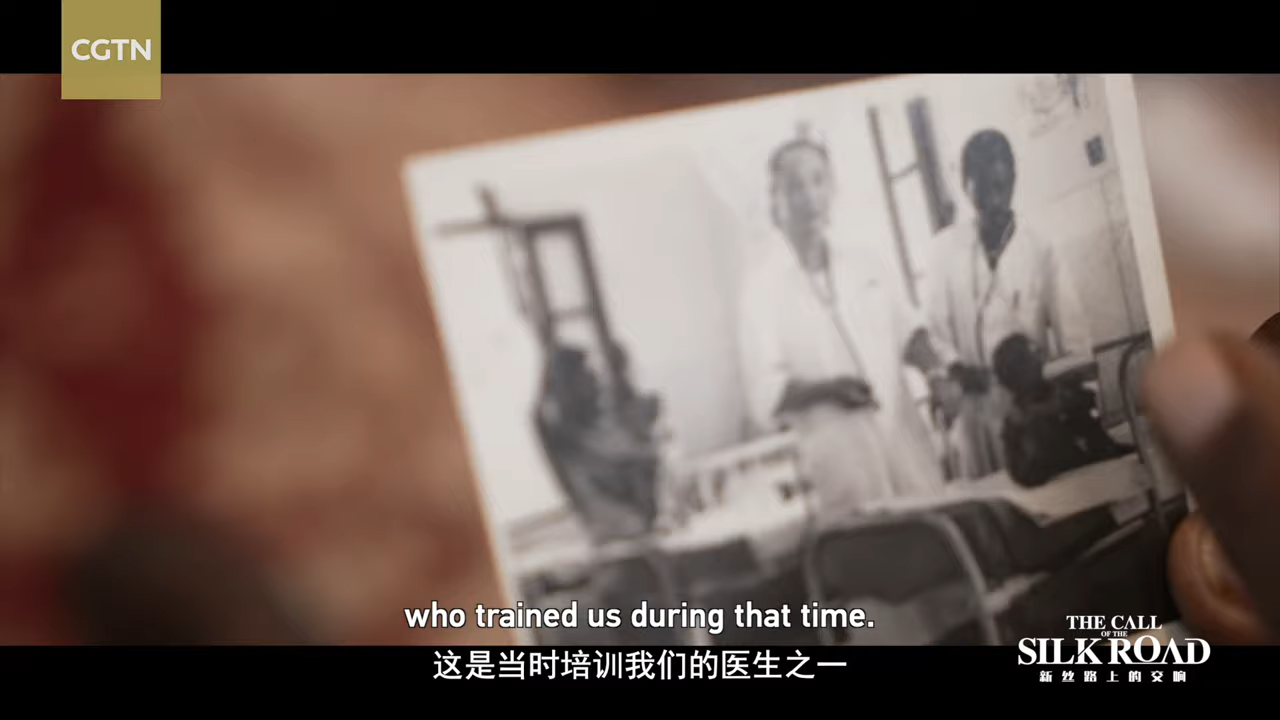 CGTN
who trained us during that time.
这是当时培训我们的医生之一
THE CALL
OF THE
SILK ROAD
新丝路上的交响